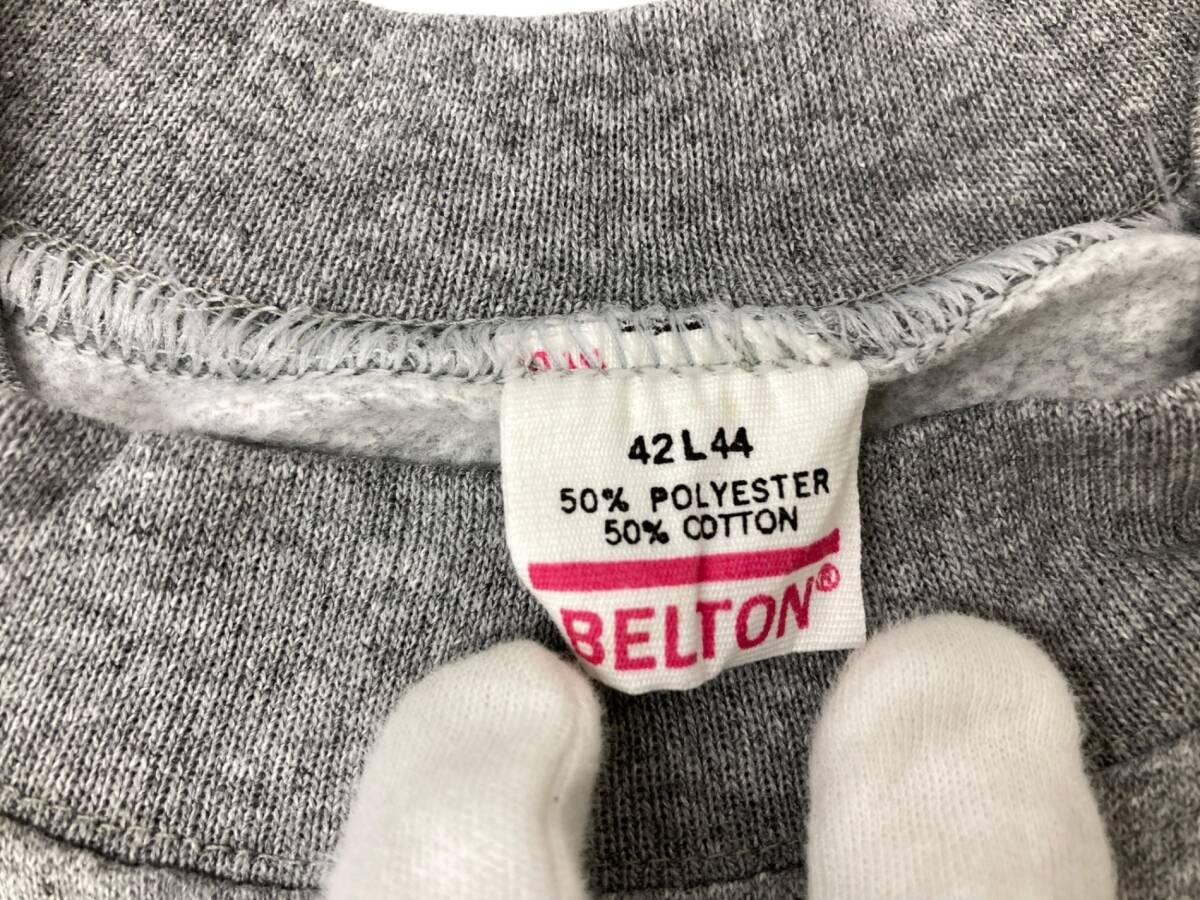 42 L 44
50% POLYESTER
50% COTTON
BELTON®